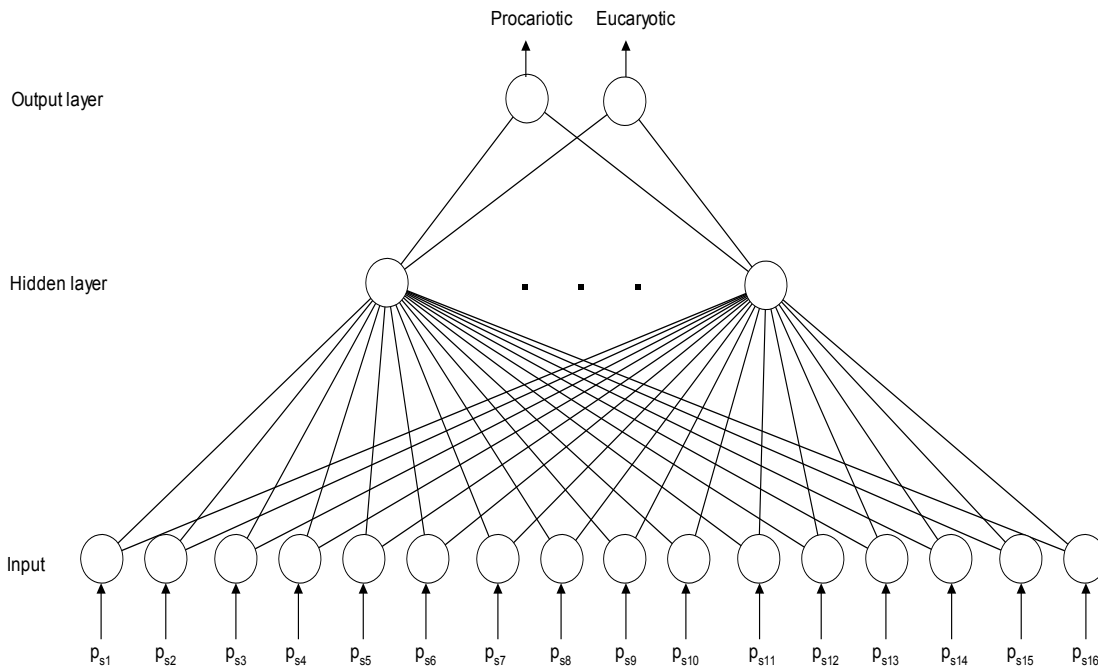 Procariotic Eucaryotic
Output layer
Hidden layer
Input
ps1 ps2 ps3 ps4 ps5 ps6 ps7 ps8 ps9 ps10 ps11 ps12 ps13 ps14 ps15 ps16